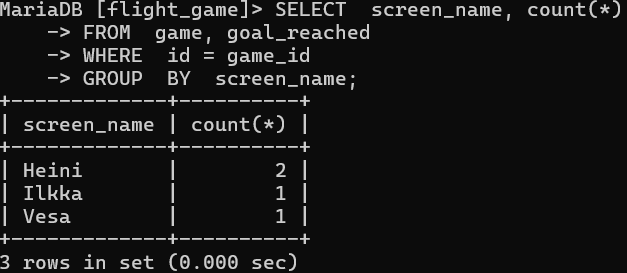 MariaDB [flight_game]> SELECT  screen_name, count(*)
    -> FROM  game, goal_reached
    -> WHERE  id = game_id
    -> GROUP  BY  screen_name;
+-------------+----------+
| screen_name | count(*) |
+-------------+----------+
| Heini       |        2 |
| Ilkka       |        1 |
| Vesa        |        1 |
+-------------+----------+
3 rows in set (0.000 sec)